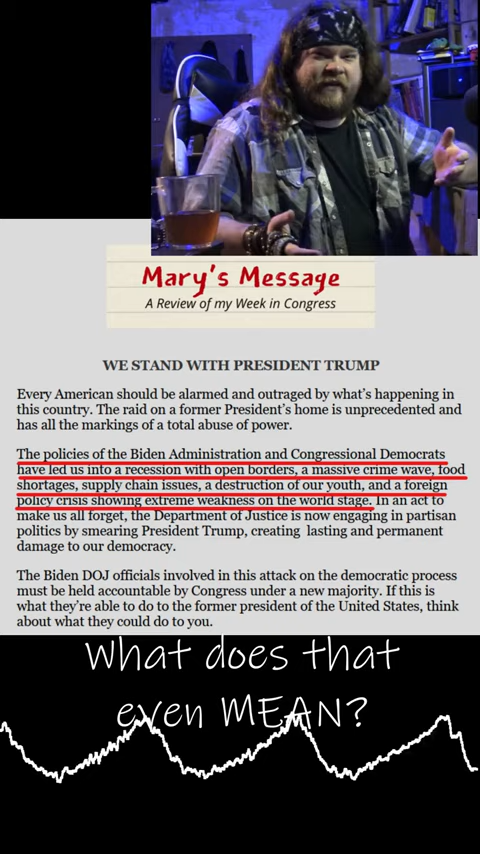 Mary's Message
A Review of my Week in Congress
WE STAND WITH PRESIDENT TRUMP
Every American should be alarmed and outraged by what's happening in
this country. The raid on a former President's home is unprecedented and
has all the markings of a total abuse of power.
The policies of the Biden Administration and Congressional Democrats
have led us into a recession with open borders, a massive crime wave, food
shortages, supply chain issues, a destruction of our youth, and a foreign
policy crisis showing extreme weakness on the world stage. In an act to
make us all forget, the Department of Justice is now engaging in partisan
politics by smearing President Trump, creating lasting and permanent
damage to our democracy.
The Biden DOJ officials involved in this attack on the democratic process
must be held accountable by Congress under a new majority. If this is
what they're able to do to the former president of the United States, think
about what they could do to you.
What does that
even MEAN?